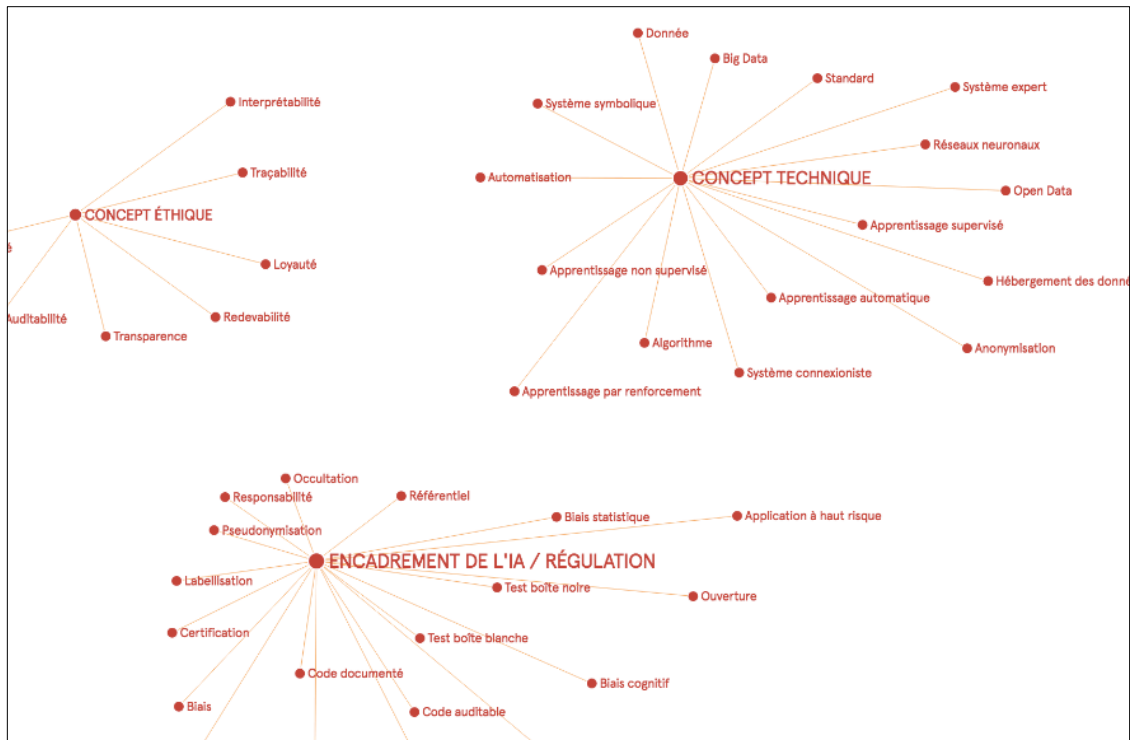 Donnée
Big Data
Standard
Système expert
Interprétabilité
Système symbolique
Réseaux neuronaux
Traçabilité
Automatisation
CONCEPT TECHNIQUE
Open Data
CONCEPT ÉTHIQUE
Apprentissage supervisé
é
Loyauté
Apprentissage non supervisé
Hébergement des donné
Apprentissage automatique
Auditabilité
Redevabilité
Transparence
Algorithme
Anonymisation
Système connexioniste
Apprentissage par renforcement
Occultation
Responsabilité
Référentiel
Biais statistique
Application à haut risque
Pseudonymisation
ENCADREMENT DE L'IA / RÉGULATION
Labellisation
Test boîte noire
Ouverture
Certification
Test boîte blanche
Code documenté
Biais cognitif
Biais
Code auditable